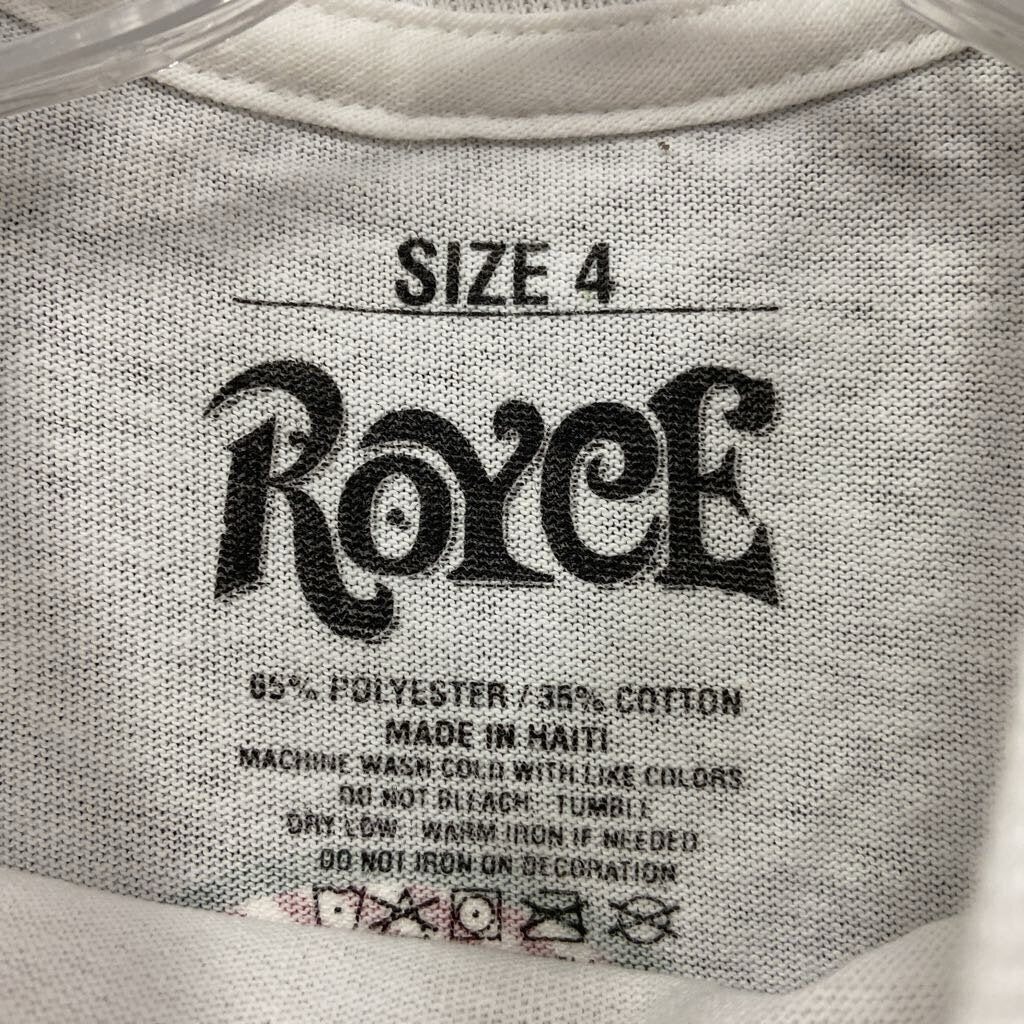 SIZE 4
ROYCE
65% POLYESTER / 35% COTTON
MADE IN HAITI
MACHINE WASH COLD WITH LIKE COLORS
DO NOT BLEACH TUMBLE
DRY LOW WARM IRON IF NEEDED
DO NOT IRON ON DECORATION